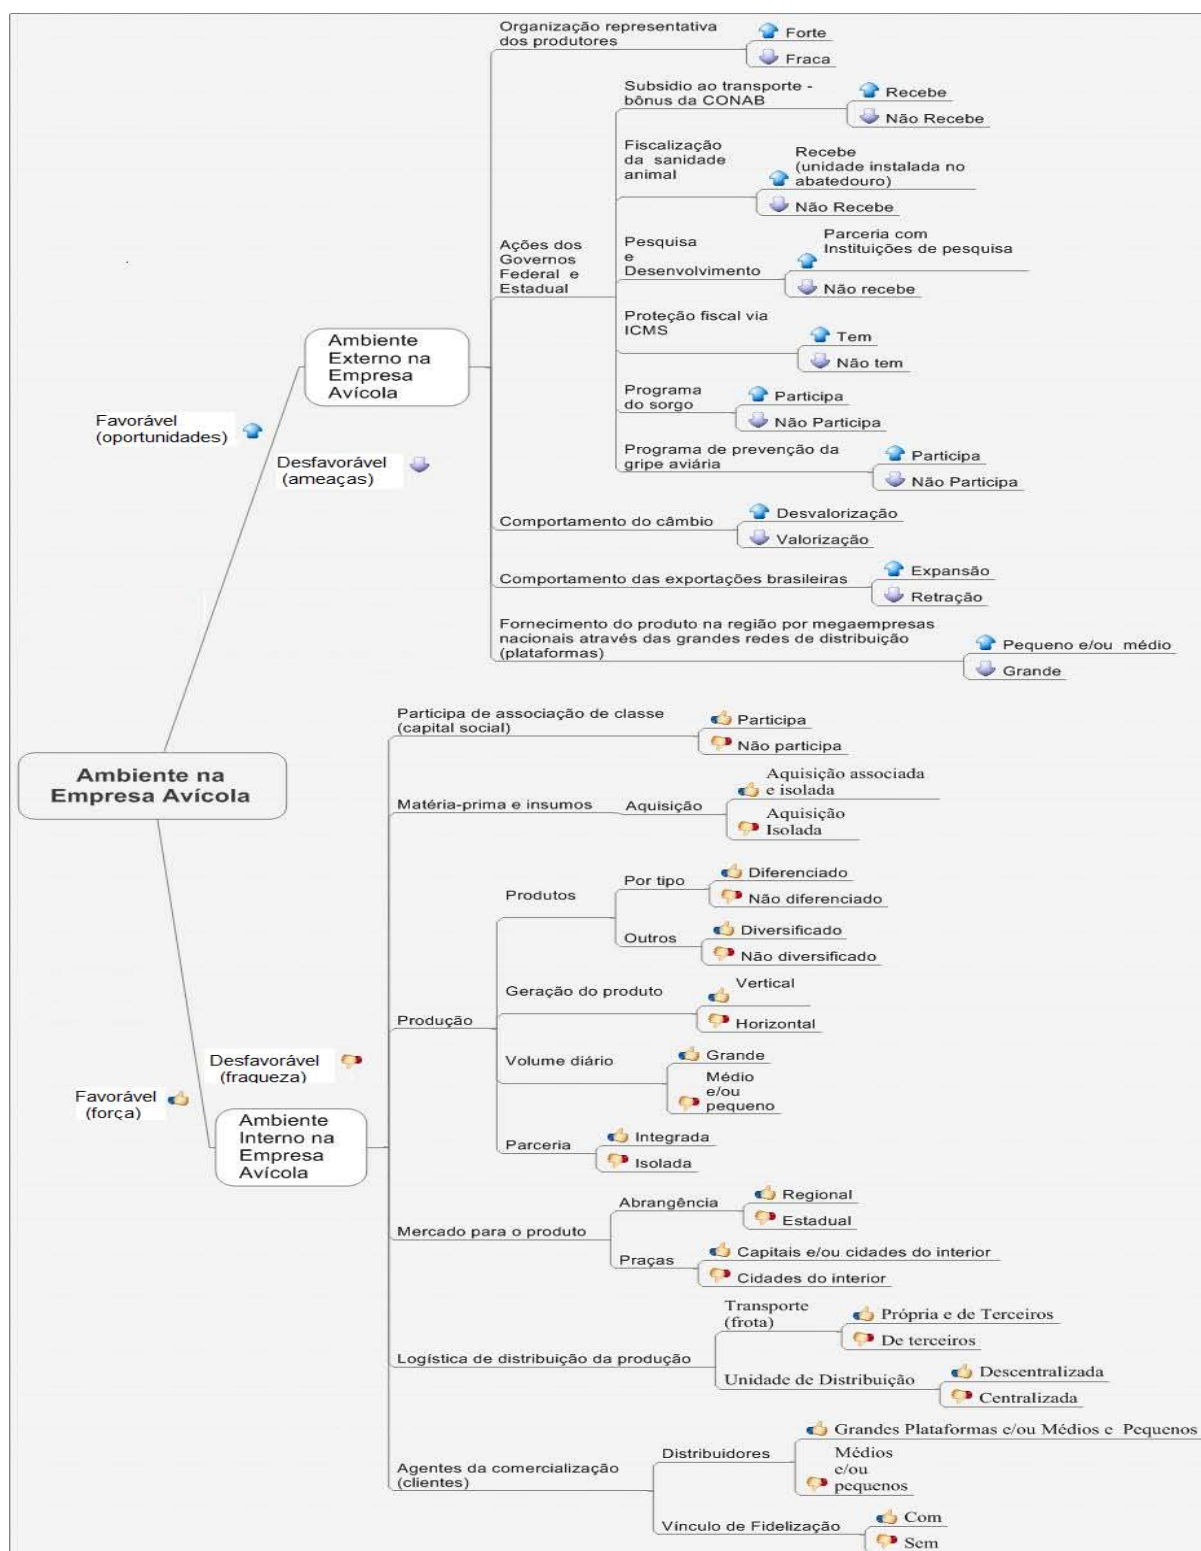 Organização representativa
dos produtores
Forte
Fraca
Subsidio ao transporte -
bônus da CONAB
Recebe
Não Recebe
Fiscalização
da sanidade
animal
Recebe
(unidade instalada no
abatedouro)
Não Recebe
Ações dos
Governos
Federal e
Estadual
Pesquisa
e
Desenvolvimento
Parceria com
Instituições de pesquisa
Não recebe
Proteção fiscal via
ICMS
Tem
Não tem
Programa
do sorgo
Participa
Não Participa
Programa de prevenção da
gripe aviária
Participa
Não Participa
Ambiente
Externo na
Empresa
Avícola
Favorável
(oportunidades)
Desfavorável
(ameaças)
Comportamento do câmbio
Desvalorização
Valorização
Comportamento das exportações brasileiras
Expansão
Retração
Fornecimento do produto na região por megaempresas
nacionais através das grandes redes de distribuição
(plataformas)
Pequeno e/ou médio
Grande
Ambiente na
Empresa Avícola
Participa de associação de classe
(capital social)
Participa
Não participa
Matéria-prima e insumos
Aquisição
Aquisição associada
e isolada
Aquisição
Isolada
Produção
Produtos
Por tipo
Diferenciado
Não diferenciado
Outros
Diversificado
Não diversificado
Geração do produto
Vertical
Horizontal
Volume diário
Grande
Médio
e/ou
pequeno
Parceria
Integrada
Isolada
Desfavorável
(fraqueza)
Favorável
(força)
Ambiente
Interno na
Empresa
Avícola
Mercado para o produto
Abrangência
Regional
Estadual
Praças
Capitais e/ou cidades do interior
Cidades do interior
Logística de distribuição da produção
Transporte
(frota)
Própria e de Terceiros
De terceiros
Unidade de Distribuição
Descentralizada
Centralizada
Agentes da comercialização
(clientes)
Distribuidores
Grandes Plataformas e/ou Médios e Pequenos
Médios
e/ou
pequenos
Vínculo de Fidelização
Com
Sem